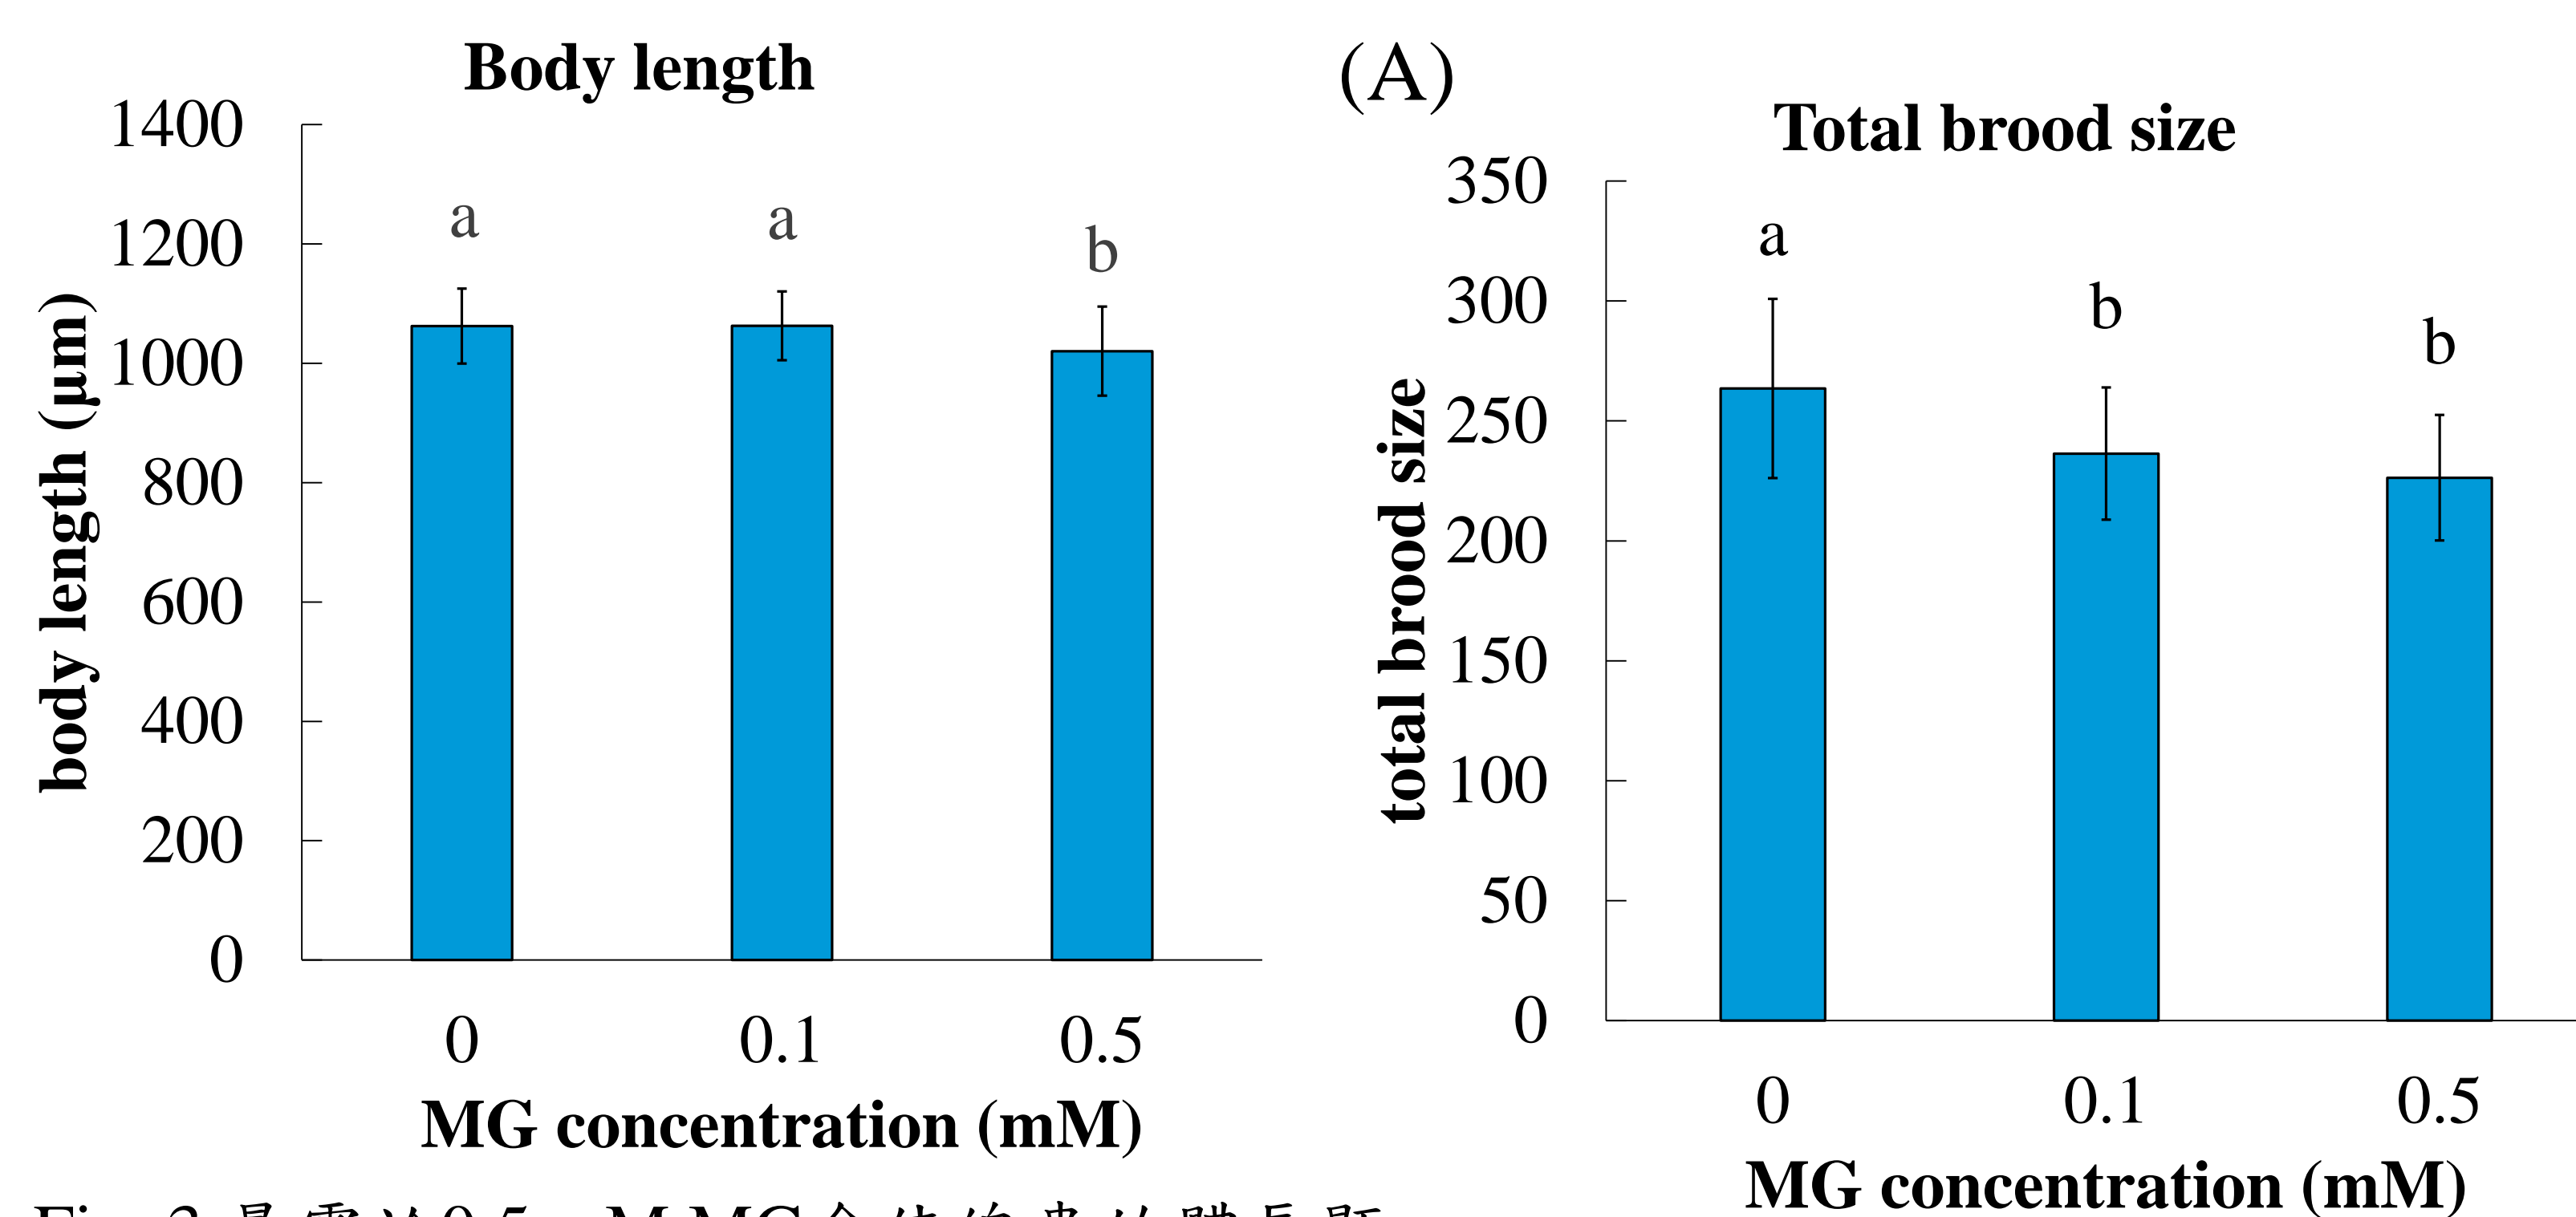 Body length
1400
1200
1000
800
600
400
200
0
body length (μm)
a
a
b
0
0.1
0.5
MG concentration (mM)
(A)
Total brood size
350
300
250
200
150
100
50
0
total brood size
a
b
b
0
0.1
0.5
MG concentration (mM)